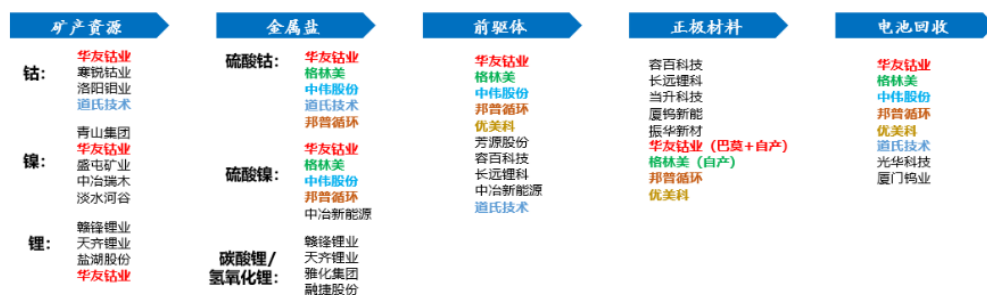 矿产资源
钴：
华友钴业
寒锐钴业
洛阳钼业
道氏技术
镍：
青山集团
华友钴业
盛屯矿业
中冶瑞木
淡水河谷
锂：
赣锋锂业
天齐锂业
盐湖股份
华友钴业
金属盐
硫酸钴：
华友钴业
格林美
中伟股份
道氏技术
邦普循环
硫酸镍：
华友钴业
格林美
中伟股份
邦普循环
中冶新能源
碳酸锂/
氢氧化锂：
赣锋锂业
天齐锂业
雅化集团
融捷股份
前驱体
华友钴业
格林美
中伟股份
邦普循环
优美科
芳源股份
容百科技
长远锂科
中冶新能源
道氏技术
正极材料
容百科技
长远锂科
当升科技
厦钨新能
振华新材
华友钴业（巴莫+自产）
格林美（自产）
邦普循环
优美科
电池回收
华友钴业
格林美
中伟股份
邦普循环
优美科
道氏技术
光华科技
厦门钨业